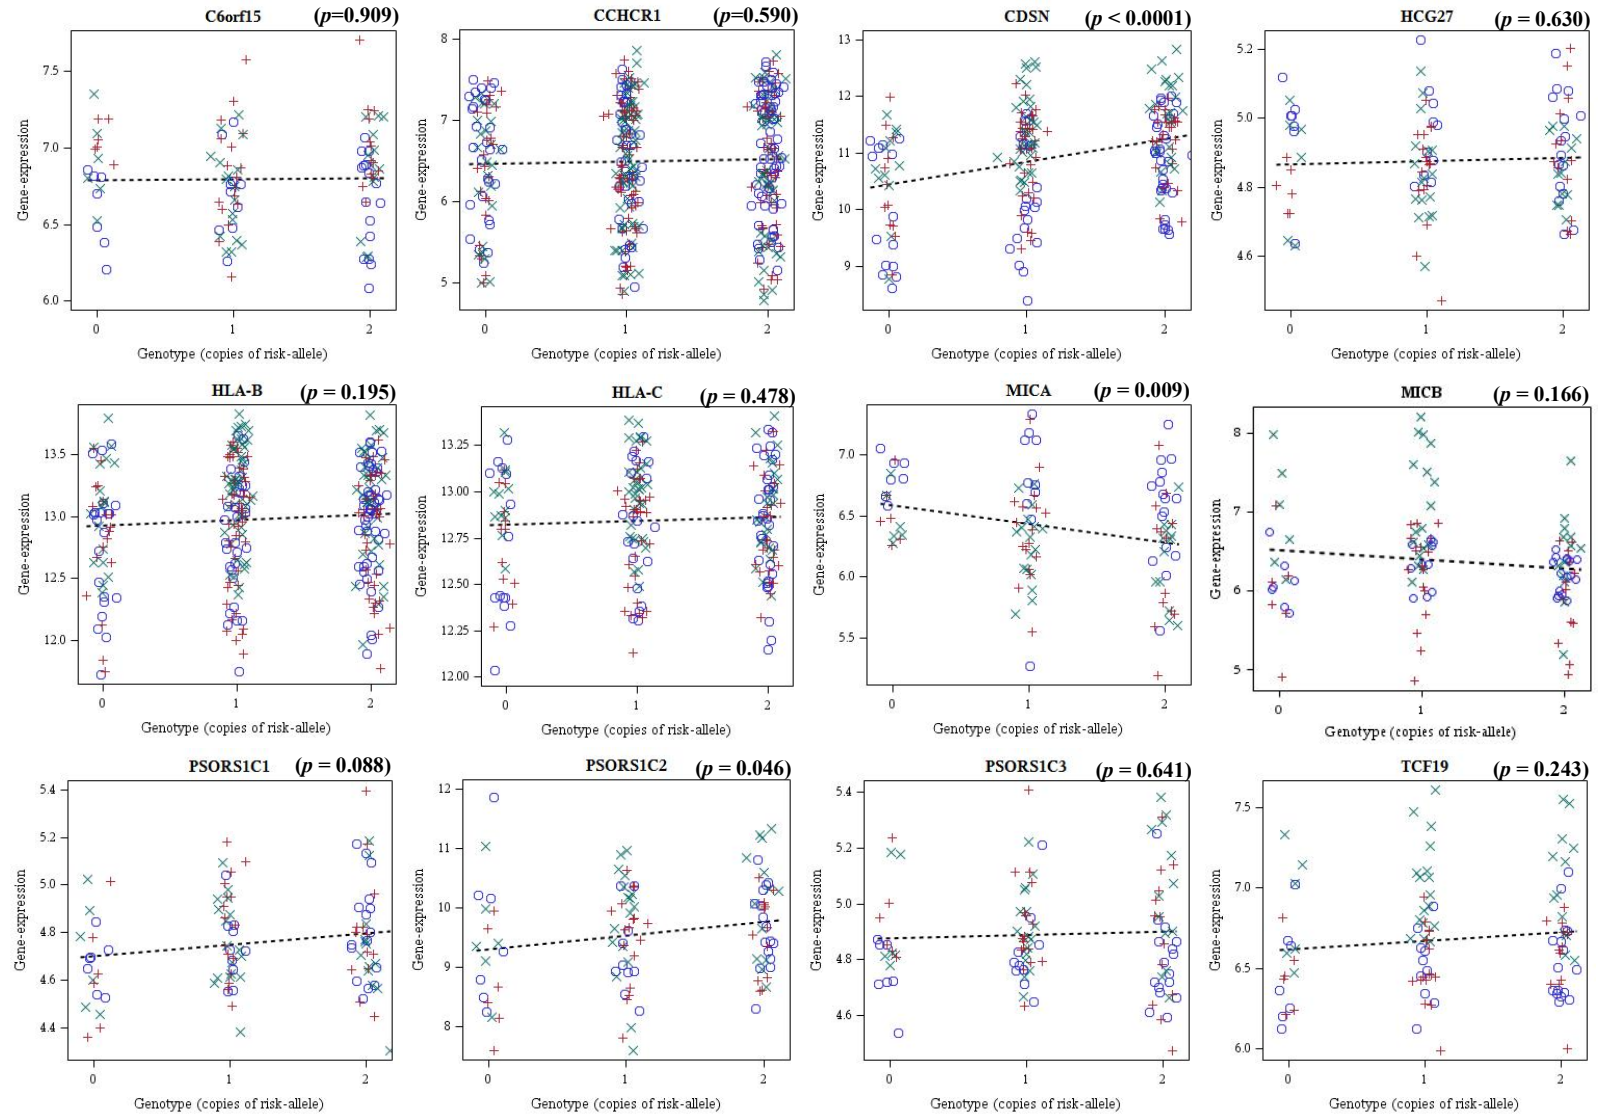 C6orf15 (p=0.909)
7.5
7.0
6.5
6.0
Gene-expression
0 1 2
Genotype (copies of risk-allele)
CCHCR1 (p=0.590)
8
7
6
5
Gene-expression
0 1 2
Genotype (copies of risk-allele)
CDSN (p < 0.0001)
13
12
11
10
9
Gene-expression
0 1 2
Genotype (copies of risk-allele)
HCG27 (p = 0.630)
5.2
5.0
4.8
4.6
Gene-expression
0 1 2
Genotype (copies of risk-allele)
HLA-B (p = 0.195)
13.5
13.0
12.5
12.0
Gene-expression
0 1 2
Genotype (copies of risk-allele)
HLA-C (p = 0.478)
13.25
13.00
12.75
12.50
12.25
12.00
Gene-expression
0 1 2
Genotype (copies of risk-allele)
MICA (p = 0.009)
7.0
6.5
6.0
5.5
Gene-expression
0 1 2
Genotype (copies of risk-allele)
MICB (p = 0.166)
8
7
6
5
Gene-expression
0 1 2
Genotype (copies of risk-allele)
PSORS1C1 (p = 0.088)
5.4
5.2
5.0
4.8
4.6
4.4
Gene-expression
0 1 2
Genotype (copies of risk-allele)
PSORS1C2 (p = 0.046)
12
11
10
9
8
Gene-expression
0 1 2
Genotype (copies of risk-allele)
PSORS1C3 (p = 0.641)
5.4
5.2
5.0
4.8
4.6
Gene-expression
0 1 2
Genotype (copies of risk-allele)
TCF19 (p = 0.243)
7.5
7.0
6.5
6.0
Gene-expression
0 1 2
Genotype (copies of risk-allele)